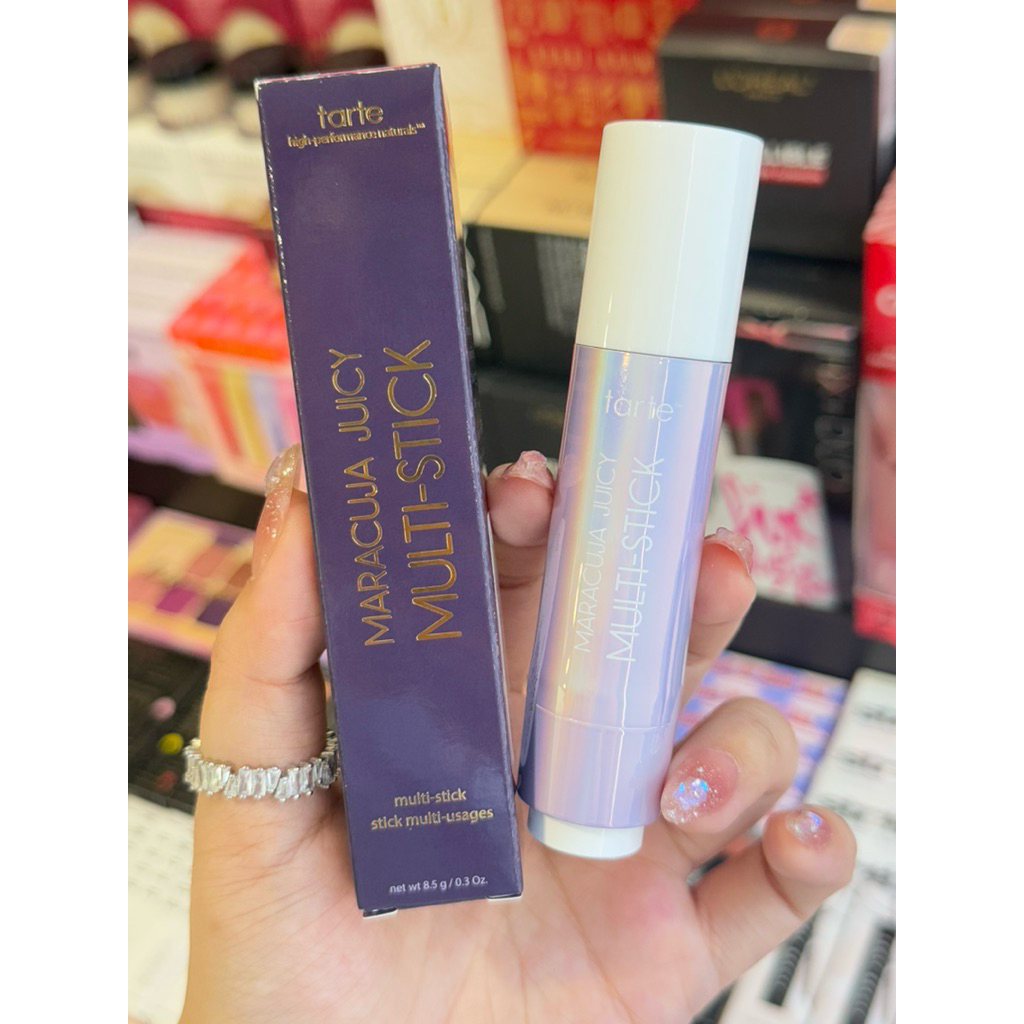 tarte
high-performance naturals™
MARACUJA JUICY
MULTI-STICK
multi-stick
stick multi-usages
net wt 8.5 g / 0.3 Oz.
tarte
MARACUJA JUICY
MULTI-STICK
L'ORÉAL